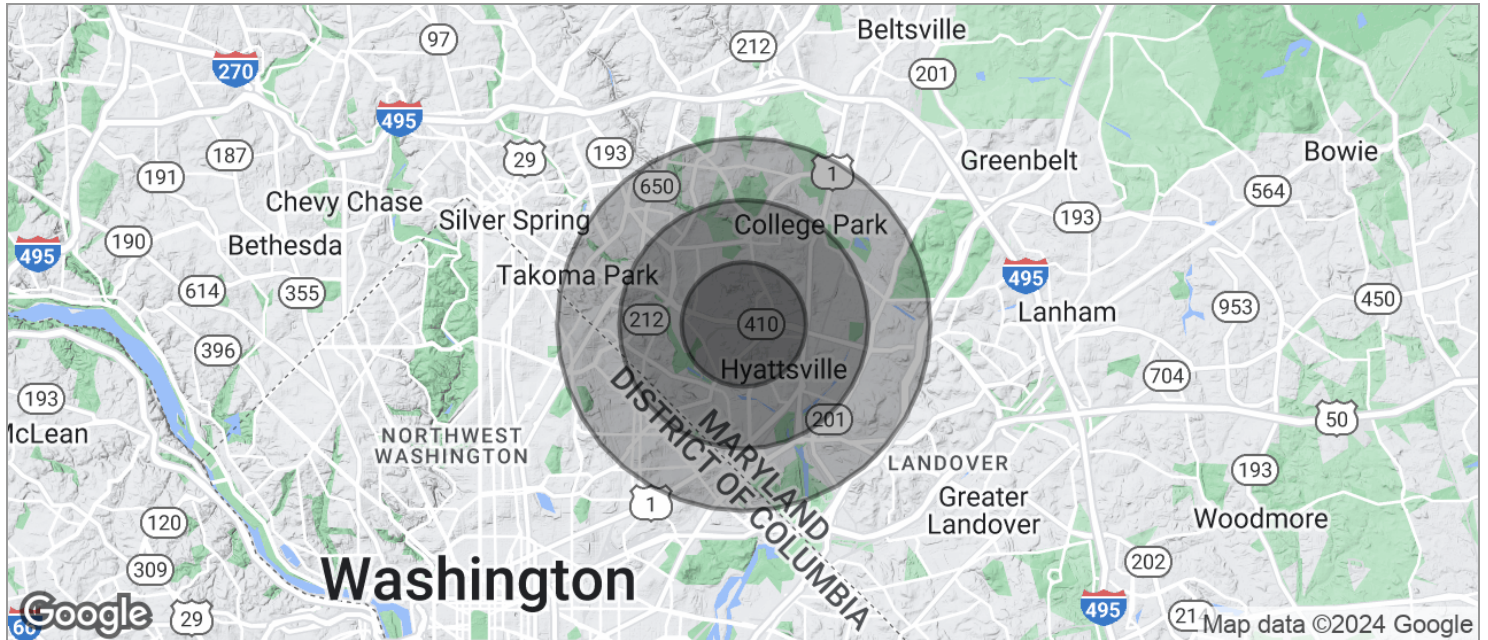 Beltsville
97
212
270
201
495
29
193
187
1
Bowie
Greenbelt
191
650
564
Chevy Chase
193
Silver Spring
College Park
190
Bethesda
495
Takoma Park
495
614
355
450
953
Lanham
212
410
396
Hyattsville
704
193
201
50
McLean
DISTRICT OF COLUMBIA
MARYLAND
NORTHWEST
WASHINGTON
LANDOVER
193
1
Greater
Landover
Woodmore
120
202
309
Washington
495
Google
29
Map data ©2024 Google